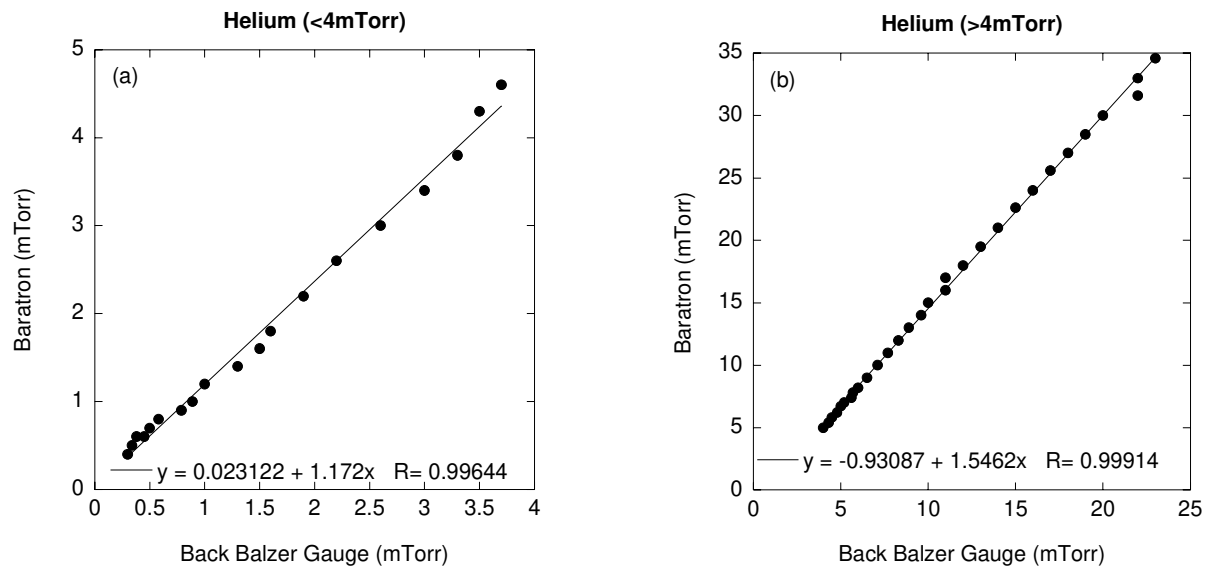 Helium (<4mTorr)
(a)
5
4
3
2
1
0
y = 0.023122 + 1.172x R= 0.99644
0 0.5 1 1.5 2 2.5 3 3.5 4
Back Balzer Gauge (mTorr)
Baratron (mTorr)
Helium (>4mTorr)
(b)
35
30
25
20
15
10
5
0
y = -0.93087 + 1.5462x R= 0.99914
0 5 10 15 20 25
Back Balzer Gauge (mTorr)
Baratron (mTorr)